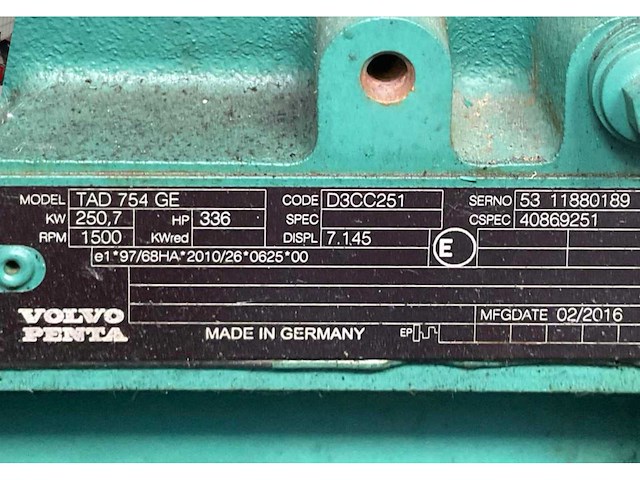 MODEL TAD 754 GE CODE D3CC251 SERNO 53 11880189
KW 250,7 HP 336 SPEC CSPEC 40869251
RPM 1500 KWred DISPL 7.1.45 E
e1*97/68HA*2010/26*0625*00
VOLVO
PENTA
MFGDATE 02/2016
MADE IN GERMANY EP